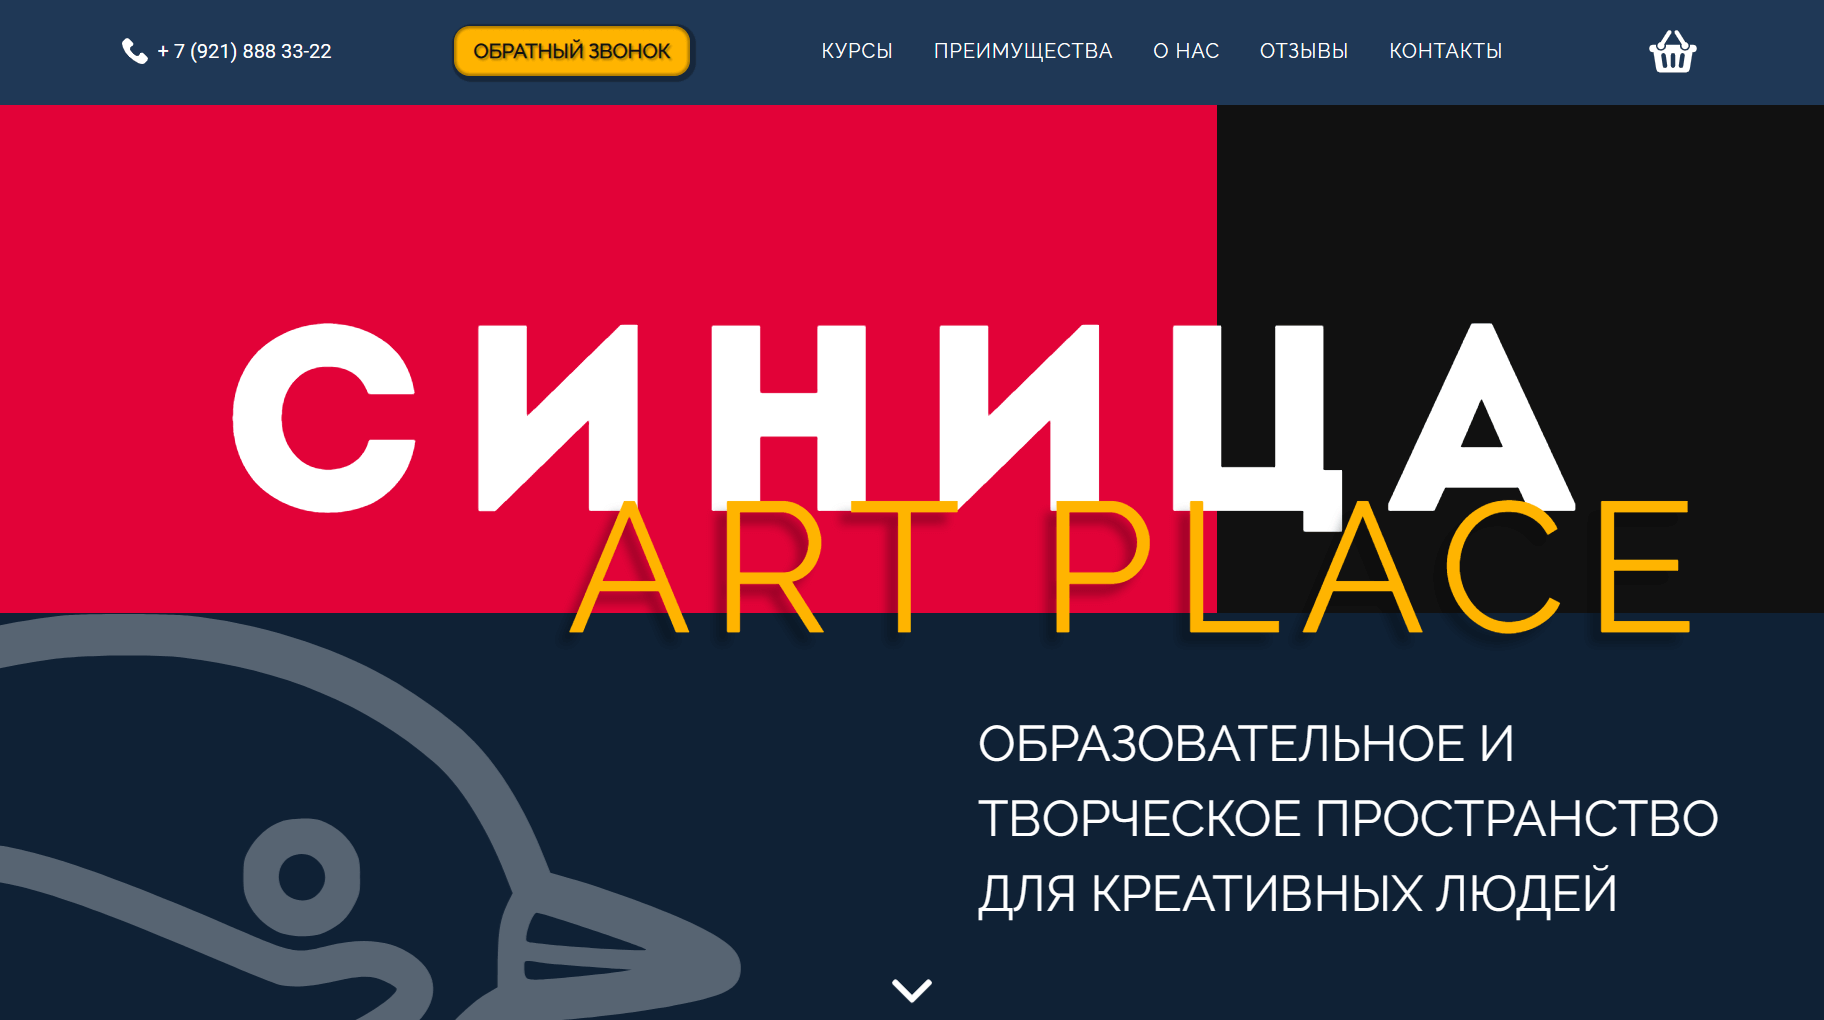 + 7 (921) 888 33-22
ОБРАТНЫЙ ЗВОНОК
КУРСЫ ПРЕИМУЩЕСТВА О НАС ОТЗЫВЫ КОНТАКТЫ
СИНИЦА
ART PLACE
ОБРАЗОВАТЕЛЬНОЕ И
ТВОРЧЕСКОЕ ПРОСТРАНСТВО
ДЛЯ КРЕАТИВНЫХ ЛЮДЕЙ